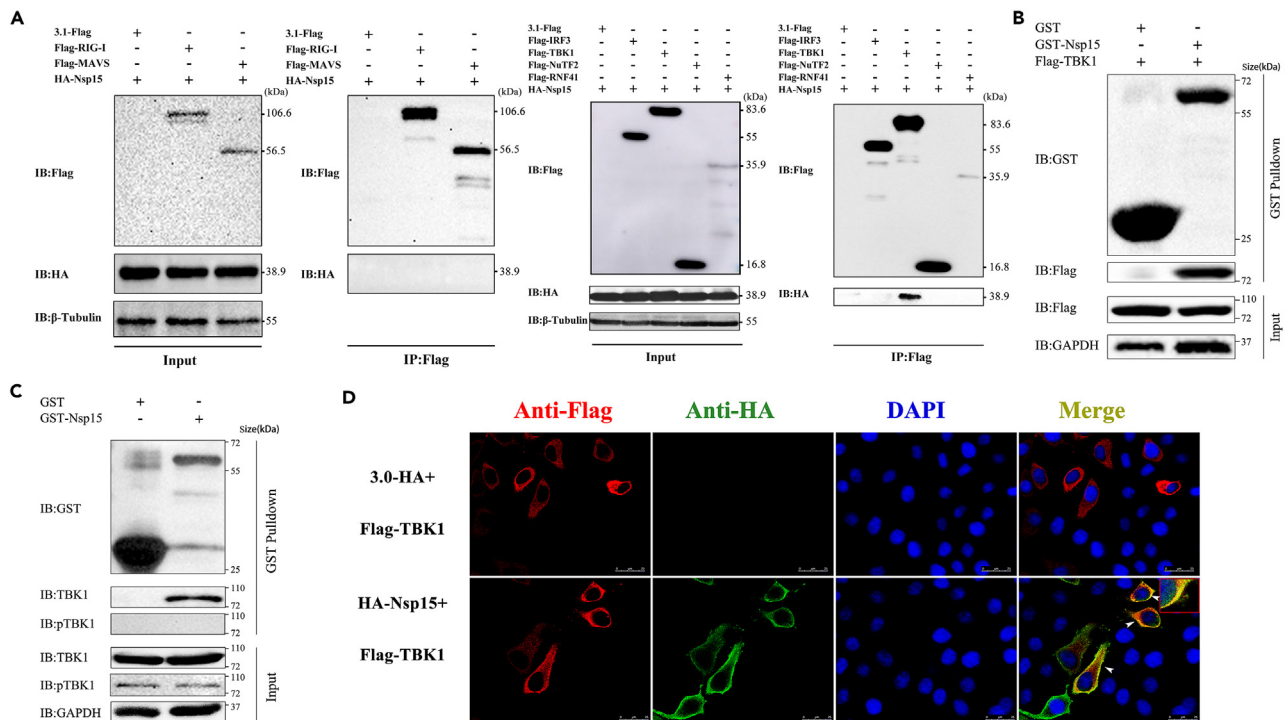 A
3.1-Flag + - -
Flag-RIG-I - + -
Flag-MAVS - - +
HA-Nsp15 + + +
(kDa)
106.6
56.5
IB:Flag
IB:HA
38.9
IB:β-Tubulin
55
Input
3.1-Flag + - -
Flag-RIG-I - + -
Flag-MAVS - - +
HA-Nsp15 + + +
(kDa)
106.6
56.5
IB:Flag
IB:HA
38.9
IP:Flag
3.1-Flag + - - - -
Flag-IRF3 - + - - -
Flag-TBK1 - - + - -
Flag-NuTF2 - - - + -
Flag-RNF41 - - - - +
HA-Nsp15 + + + + +
(kDa)
83.6
55
35.9
IB:Flag
16.8
IB:HA
38.9
IB:β-Tubulin
55
Input
3.1-Flag + - - - -
Flag-IRF3 - + - - -
Flag-TBK1 - - + - -
Flag-NuTF2 - - - + -
Flag-RNF41 - - - - +
HA-Nsp15 + + + + +
(kDa)
83.6
55
35.9
IB:Flag
16.8
IB:HA
38.9
IP:Flag
B
GST + -
GST-Nsp15 - +
Flag-TBK1 + +
Size(kDa)
72
55
IB:GST
25
IB:Flag
72
GST Pulldown
IB:Flag
110
72
IB:GAPDH
37
Input
C
GST + -
GST-Nsp15 - +
Size(kDa)
72
55
IB:GST
25
IB:TBK1
110
72
IB:pTBK1
110
72
GST Pulldown
IB:TBK1
110
72
IB:pTBK1
110
72
IB:GAPDH
37
Input
D
Anti-Flag Anti-HA DAPI Merge
3.0-HA+
Flag-TBK1
HA-Nsp15+
Flag-TBK1